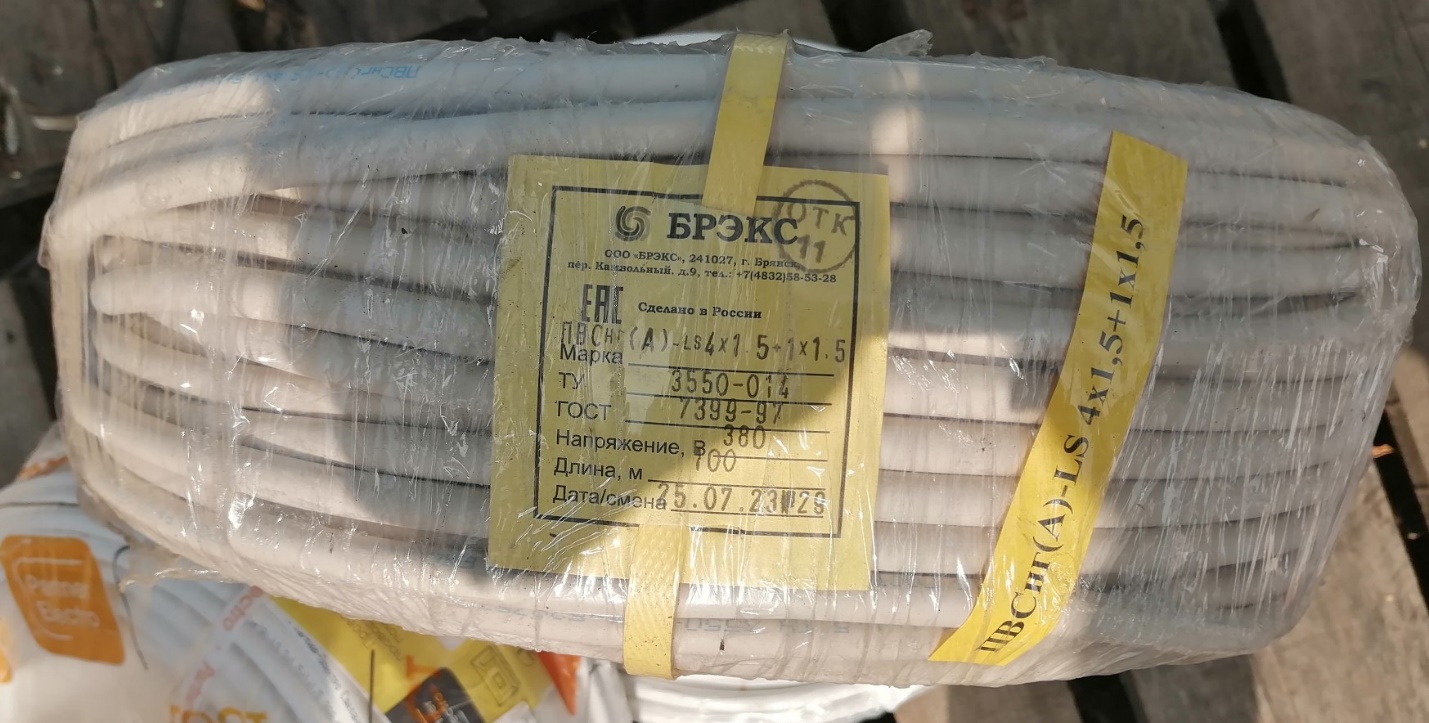 БРЭКС
ОТК
11
ООО «БРЭКС», 241027, г. Брянск,
пер. Камвольный, д.9, тел.: +7(4832)58-53-28
ЕАС Сделано в России
Марка ПВСнг(А)-LS 4х1.5+1х1.5
ТУ 3550-014
ГОСТ 7399-97
Напряжение, В 380
Длина, м 100
Дата/смена 25.07.23
ПВСнг(А)-LS 4х1,5+1х1,5